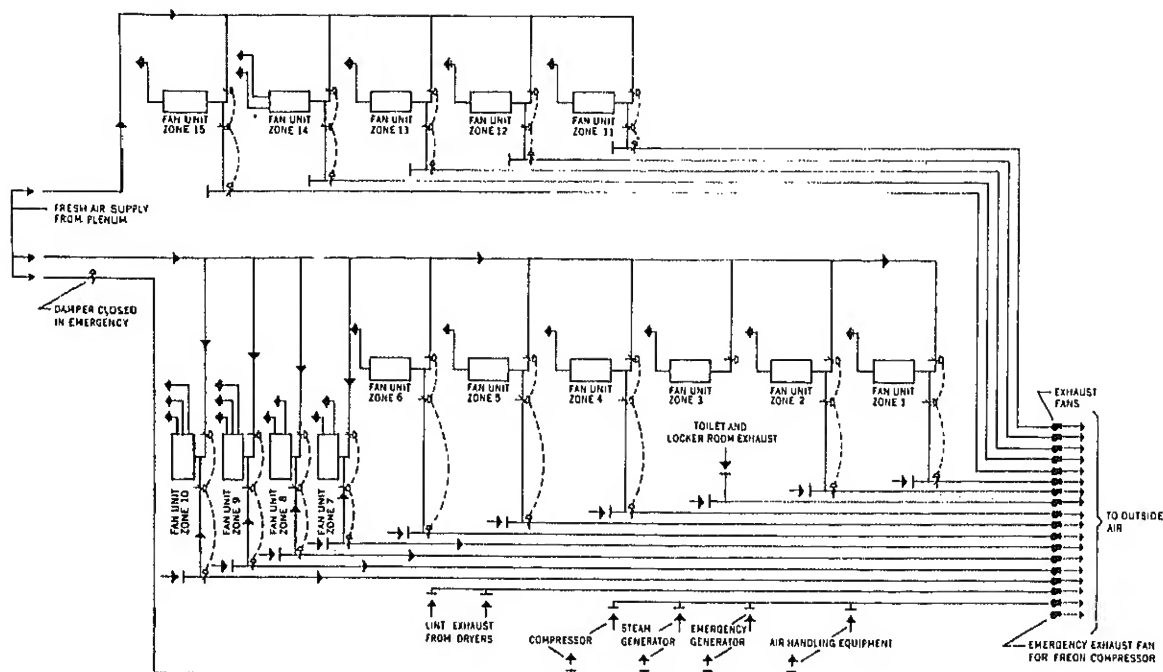 FAN UNIT
ZONE 15
FAN UNIT
ZONE 14
FAN UNIT
ZONE 13
FAN UNIT
ZONE 12
FAN UNIT
ZONE 11
FRESH AIR SUPPLY
FROM PLENUM
DAMPER CLOSED
IN EMERGENCY
FAN UNIT
ZONE 6
FAN UNIT
ZONE 5
FAN UNIT
ZONE 4
FAN UNIT
ZONE 3
FAN UNIT
ZONE 2
FAN UNIT
ZONE 1
EXHAUST
FANS
TOILET AND
LOCKER ROOM EXHAUST
FAN UNIT
ZONE 10
FAN UNIT
ZONE 9
FAN UNIT
ZONE 8
FAN UNIT
ZONE 7
TO OUTSIDE
AIR
LINT EXHAUST
FROM DRYERS
COMPRESSOR
STEAM
GENERATOR
EMERGENCY
GENERATOR
AIR HANDLING EQUIPMENT
EMERGENCY EXHAUST FAN
FOR FREON COMPRESSOR